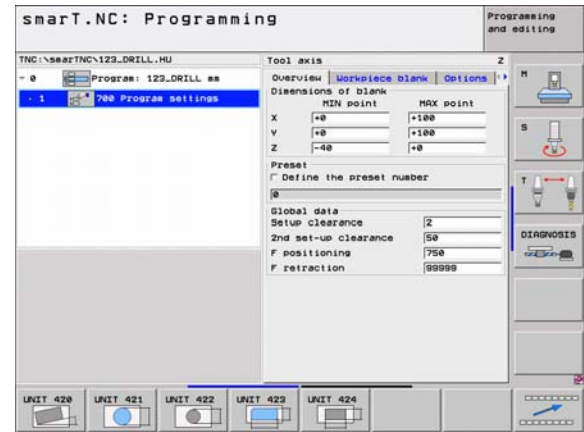 smarT.NC: Programming
Programming and editing
TNC:\smarTNC\123_DRILL.HU
- 0 Program: 123_DRILL mm
- 1 700 Program settings
Tool axis Z
Overview Workpiece blank Options
Dimensions of blank
MIN point MAX point
X +0 +100
Y +0 +100
Z -40 +0
Preset
Define the preset number
0
Global data
Setup clearance 2
2nd set-up clearance 50
F positioning 750
F retraction 99999
M
S
T
DIAGNOSIS
UNIT 420 UNIT 421 UNIT 422 UNIT 423 UNIT 424